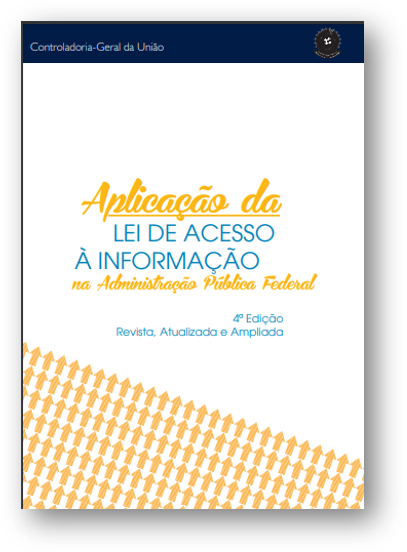 Controladoria-Geral da União
Aplicação da
LEI DE ACESSO
À INFORMAÇÃO
na Administração Pública Federal
4ª Edição
Revista, Atualizada e Ampliada